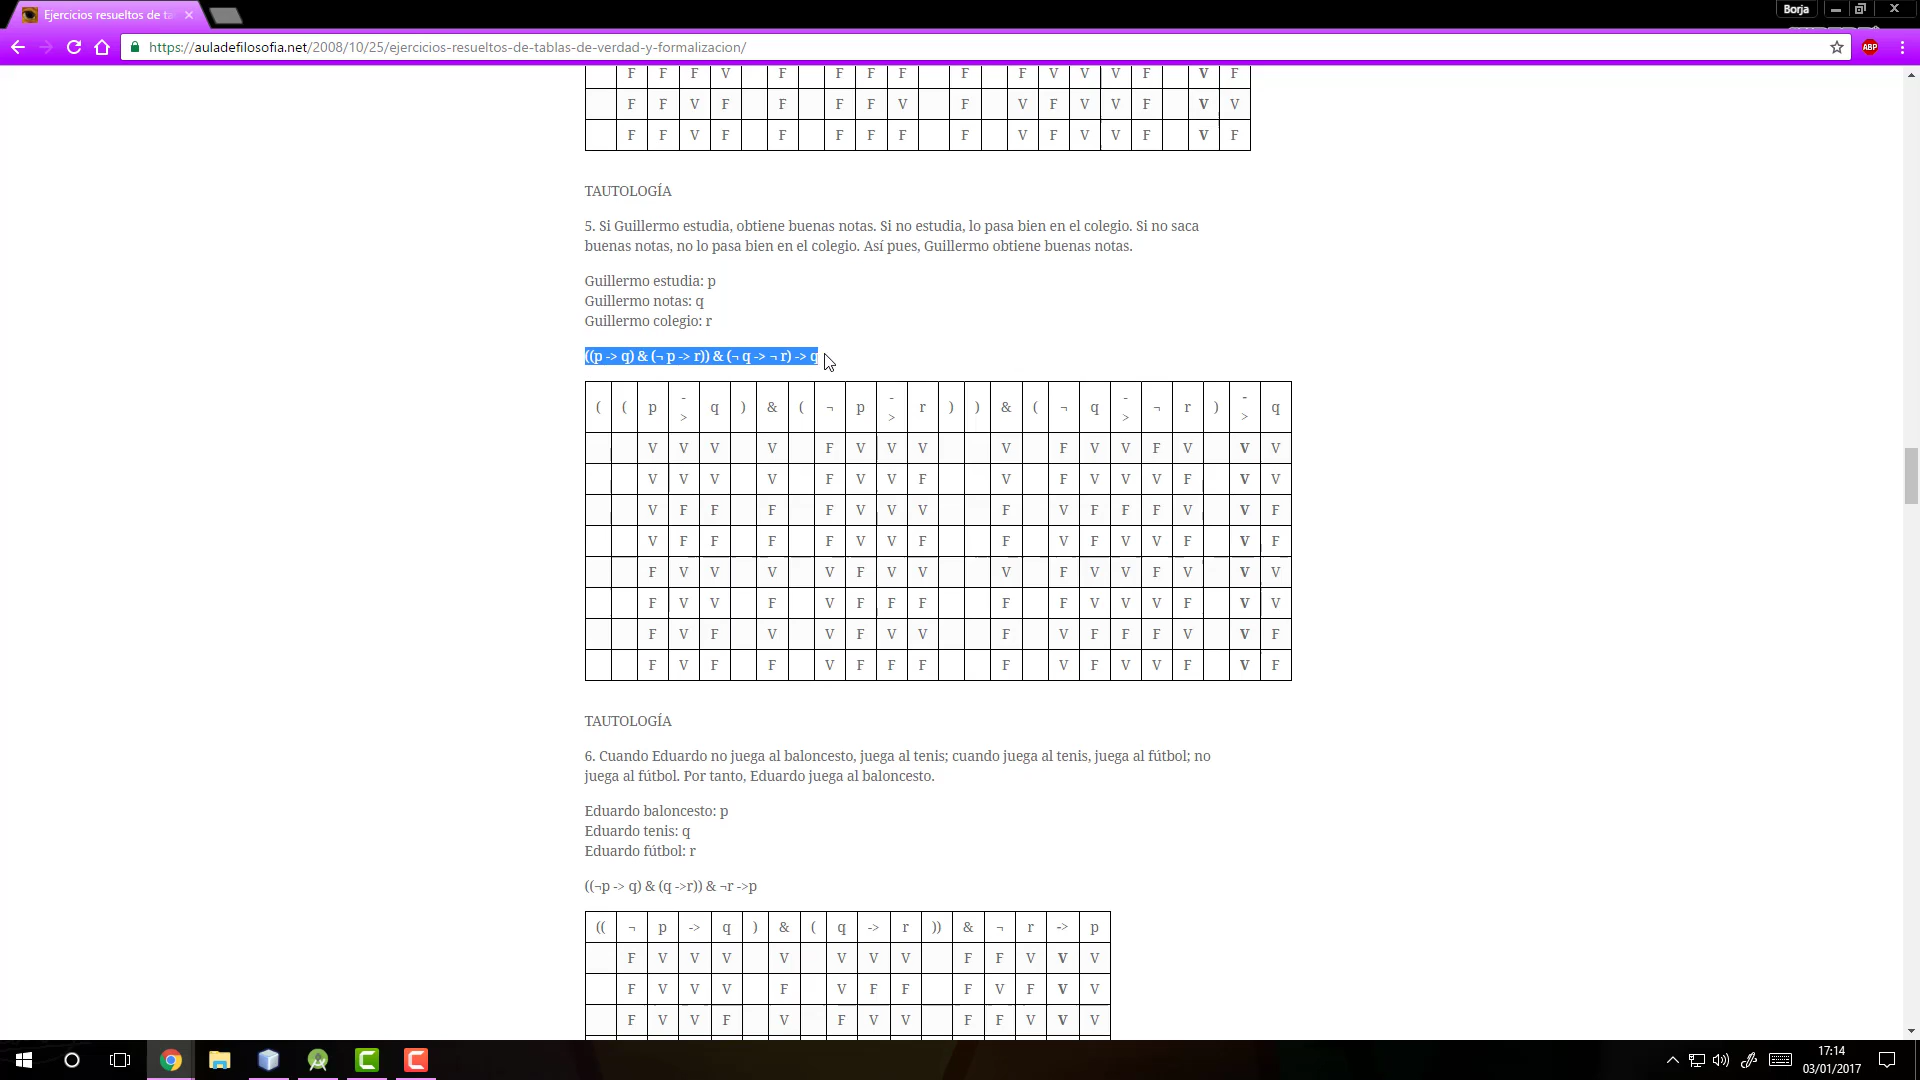 Ejercicios resueltos de ta
Borja
https://auladefilosofia.net/2008/10/25/ejercicios-resueltos-de-tablas-de-verdad-y-formalizacion/
ABP
F F F V F F F F F F V V V F V F
F F V F F F F V F V F V V F V V
F F V F F F F F F V F V V F V F
TAUTOLOGÍA
5. Si Guillermo estudia, obtiene buenas notas. Si no estudia, lo pasa bien en el colegio. Si no saca
buenas notas, no lo pasa bien en el colegio. Así pues, Guillermo obtiene buenas notas.
Guillermo estudia: p
Guillermo notas: q
Guillermo colegio: r
((p -> q) & (¬ p -> r)) & (¬ q -> ¬ r) -> q
( ( p -> q ) & ( ¬ p -> r ) ) & ( ¬ q -> ¬ r ) -> q
V V V V F V V V V F V V F V V V
V V V V F V V F V F V V V F V V
V F F F F V V V F V F F F V V F
V F F F F V V F F V F V V F V F
F V V V V F V V V F V V F V V V
F V V F V F F F F F V V V F V V
F V F V V F V V F V F F F V V F
F V F F V F F F F V F V V F V F
TAUTOLOGÍA
6. Cuando Eduardo no juega al baloncesto, juega al tenis; cuando juega al tenis, juega al fútbol; no
juega al fútbol. Por tanto, Eduardo juega al baloncesto.
Eduardo baloncesto: p
Eduardo tenis: q
Eduardo fútbol: r
((¬p -> q) & (q ->r)) & ¬r ->p
(( ¬ p -> q ) & ( q -> r )) & ¬ r -> p
F V V V V V V V F F V V V
F V V V F V F F F V F V V
F V V F V F V V F F V V V
17:14
03/01/2017